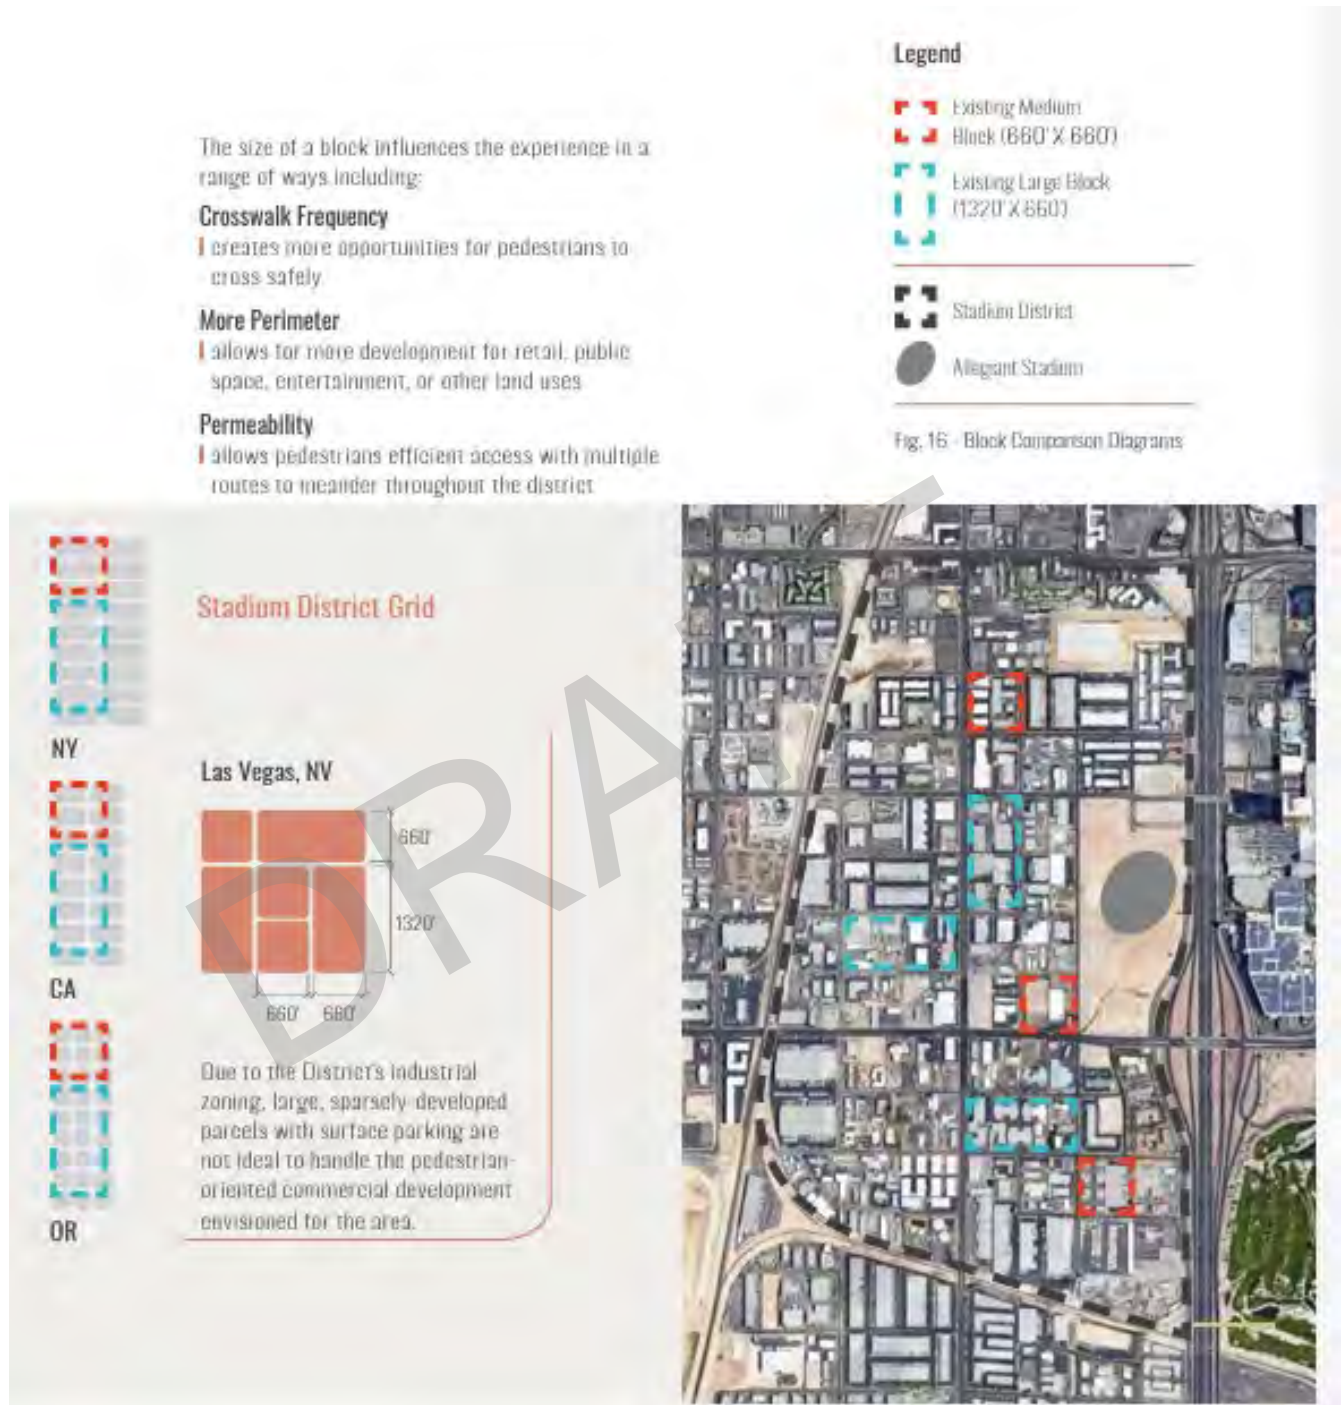 The size of a block influences the experience in a
range of ways including:
Crosswalk Frequency
creates more opportunities for pedestrians to
cross safely
More Perimeter
allows for more development for retail, public
space, entertainment, or other land uses
Permeability
allows pedestrians efficient access with multiple
routes to meander throughout the district
Legend
Existing Medium
Block (660' X 660')
Existing Large Block
(1320' X 660')
Stadium District
Allegiant Stadium
Fig. 16 - Block Comparison Diagrams
NY
CA
OR
Stadium District Grid
Las Vegas, NV
660'
1320'
660' 660'
Due to the District's industrial
zoning, large, sparsely-developed
parcels with surface parking are
not ideal to handle the pedestrian-
oriented commercial development
envisioned for the area.
DRAFT